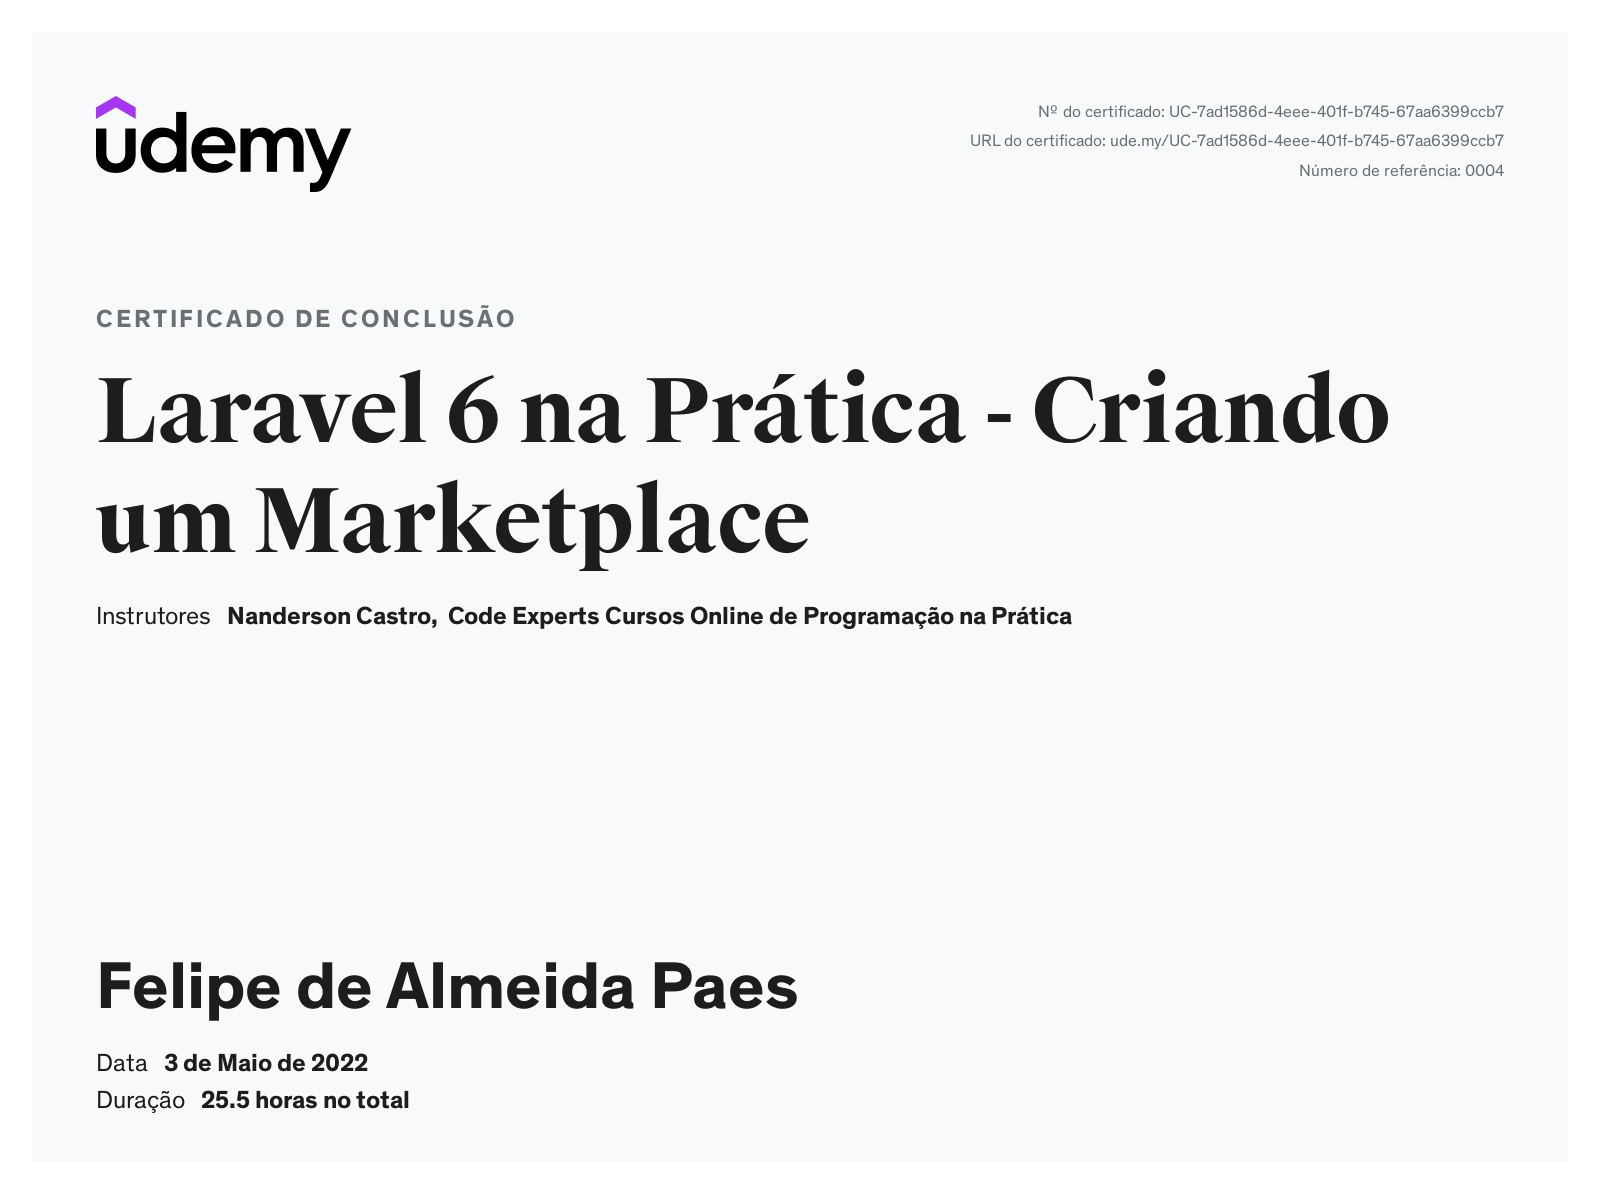 udemy
Nº do certificado: UC-7ad1586d-4eee-401f-b745-67aa6399ccb7
URL do certificado: ude.my/UC-7ad1586d-4eee-401f-b745-67aa6399ccb7
Número de referência: 0004
CERTIFICADO DE CONCLUSÃO
Laravel 6 na Prática - Criando
um Marketplace
Instrutores Nanderson Castro, Code Experts Cursos Online de Programação na Prática
Felipe de Almeida Paes
Data 3 de Maio de 2022
Duração 25.5 horas no total